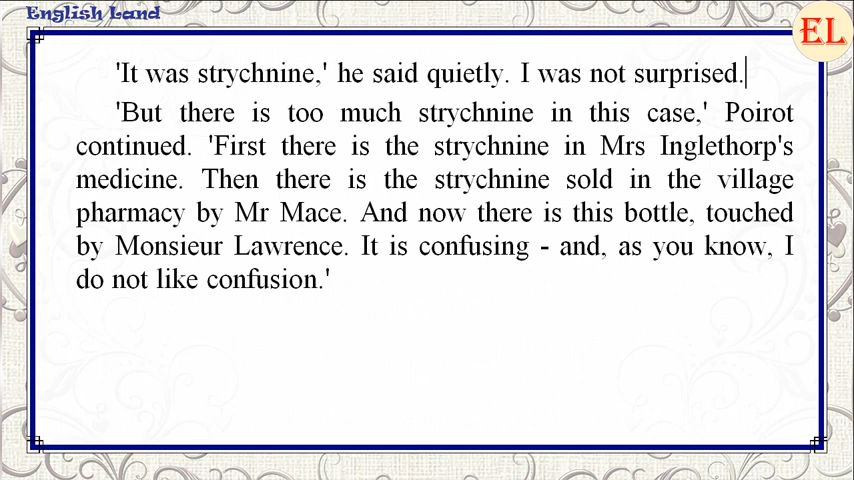 English Land
EL
'It was strychnine,' he said quietly. I was not surprised.
'But there is too much strychnine in this case,' Poirot
continued. 'First there is the strychnine in Mrs Inglethorp's
medicine. Then there is the strychnine sold in the village
pharmacy by Mr Mace. And now there is this bottle, touched
by Monsieur Lawrence. It is confusing - and, as you know, I
do not like confusion.'